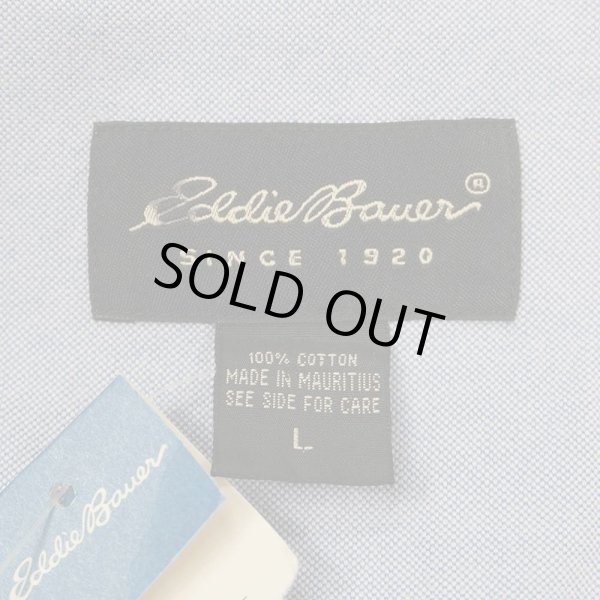 Eddie Bauer®
SINCE 1920
SOLD OUT
100% COTTON
MADE IN MAURITIUS
SEE SIDE FOR CARE
L
Eddie Bauer